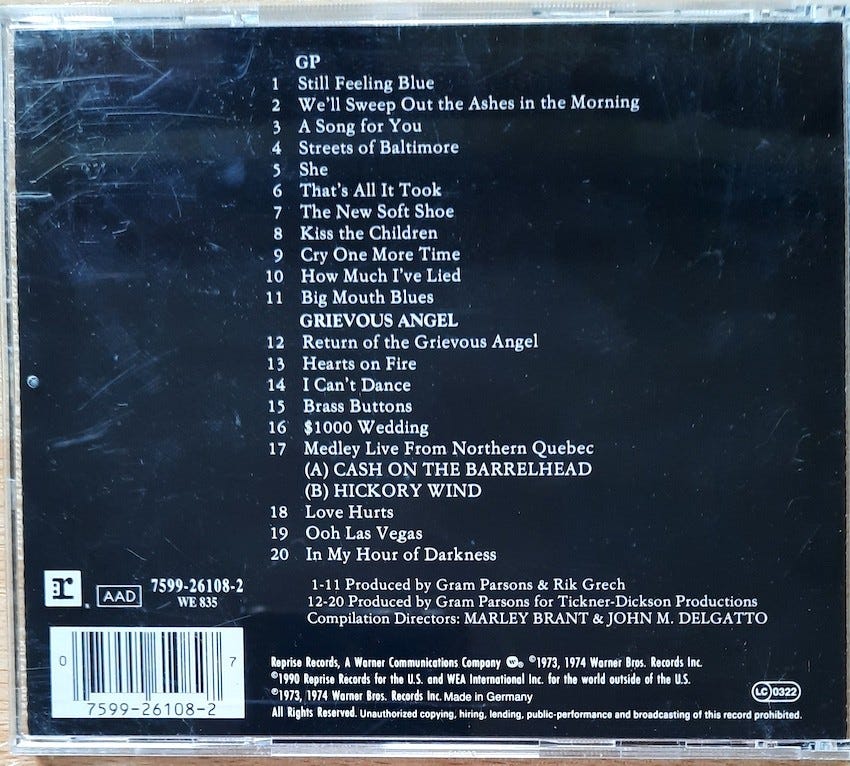 GP
1 Still Feeling Blue
2 We'll Sweep Out the Ashes in the Morning
3 A Song for You
4 Streets of Baltimore
5 She
6 That's All It Took
7 The New Soft Shoe
8 Kiss the Children
9 Cry One More Time
10 How Much I've Lied
11 Big Mouth Blues
GRIEVOUS ANGEL
12 Return of the Grievous Angel
13 Hearts on Fire
14 I Can't Dance
15 Brass Buttons
16 $1000 Wedding
17 Medley Live From Northern Quebec
(A) CASH ON THE BARRELHEAD
(B) HICKORY WIND
18 Love Hurts
19 Ooh Las Vegas
20 In My Hour of Darkness
1-11 Produced by Gram Parsons & Rik Grech
12-20 Produced by Gram Parsons for Tickner-Dickson Productions
Compilation Directors: MARLEY BRANT & JOHN M. DELGATTO
r AAD 7599-26108-2
WE 835
0 7
7599-26108-2
Reprise Records, A Warner Communications Company ℗1973, 1974 Warner Bros. Records Inc.
©1990 Reprise Records for the U.S. and WEA International Inc. for the world outside of the U.S.
℗1973, 1974 Warner Bros. Records Inc. Made in Germany
LC 0322
All Rights Reserved. Unauthorized copying, hiring, lending, public-performance and broadcasting of this record prohibited.